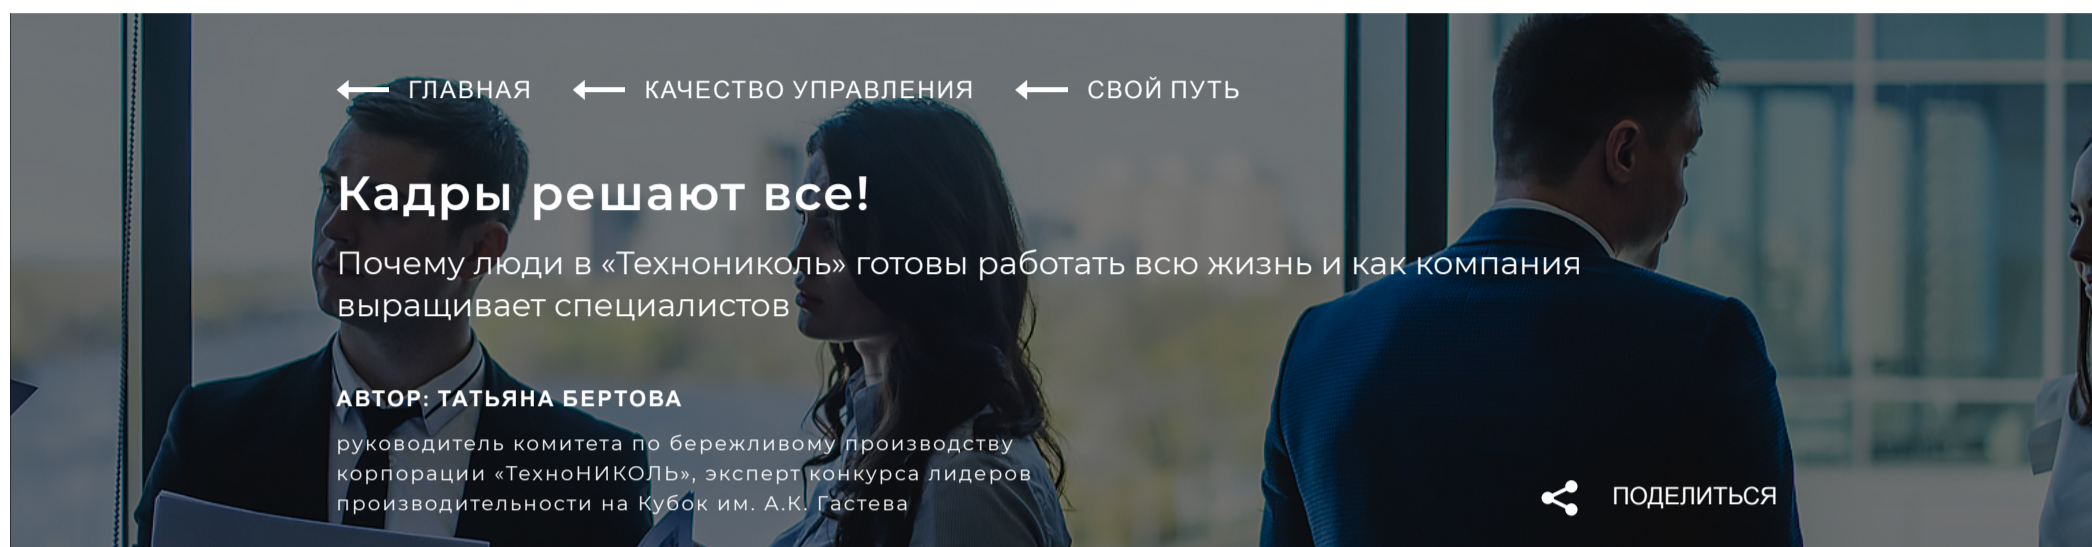 ГЛАВНАЯ КАЧЕСТВО УПРАВЛЕНИЯ СВОЙ ПУТЬ
Кадры решают все!
Почему люди в «Технониколь» готовы работать всю жизнь и как компания
выращивает специалистов
АВТОР: ТАТЬЯНА БЕРТОВА
руководитель комитета по бережливому производству
корпорации «ТехноНИКОЛЬ», эксперт конкурса лидеров
производительности на Кубок им. А.К. Гастева
ПОДЕЛИТЬСЯ